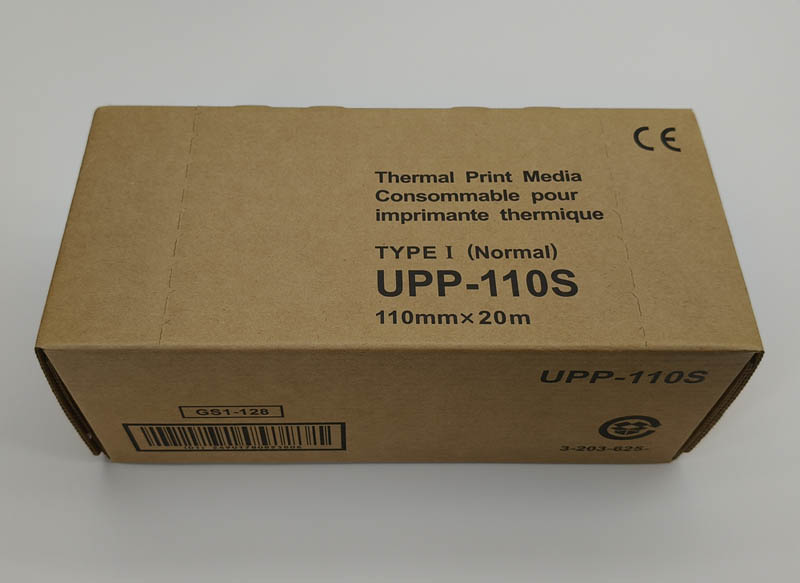 CE
Thermal Print Media
Consommable pour
imprimante thermique
TYPE I (Normal)
UPP-110S
110mm×20m
UPP-110S
GS1-128
3-203-625-